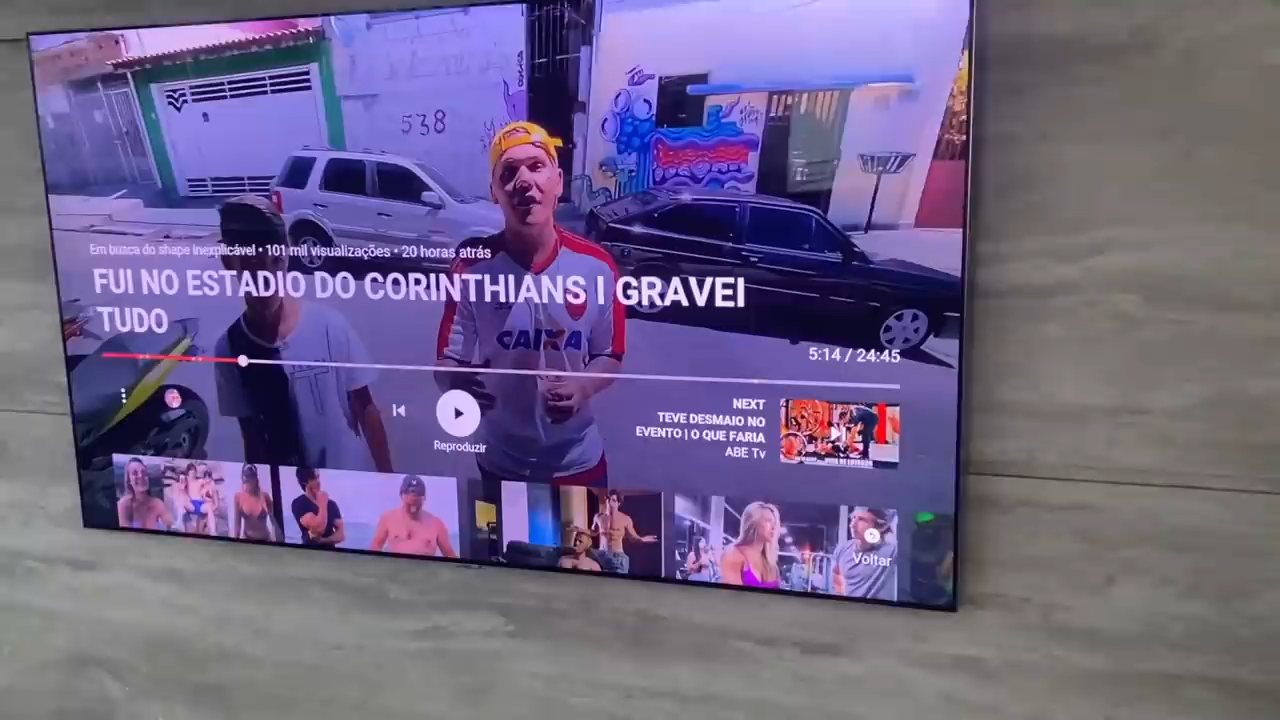 538
Em busca do shape inexplicável • 101 mil visualizações • 20 horas atrás
FUI NO ESTADIO DO CORINTHIANS I GRAVEI
TUDO
CAIXA
5:14 / 24:45
NEXT
TEVE DESMAIO NO
EVENTO | O QUE FARIA
ABE Tv
Reproduzir
Voltar